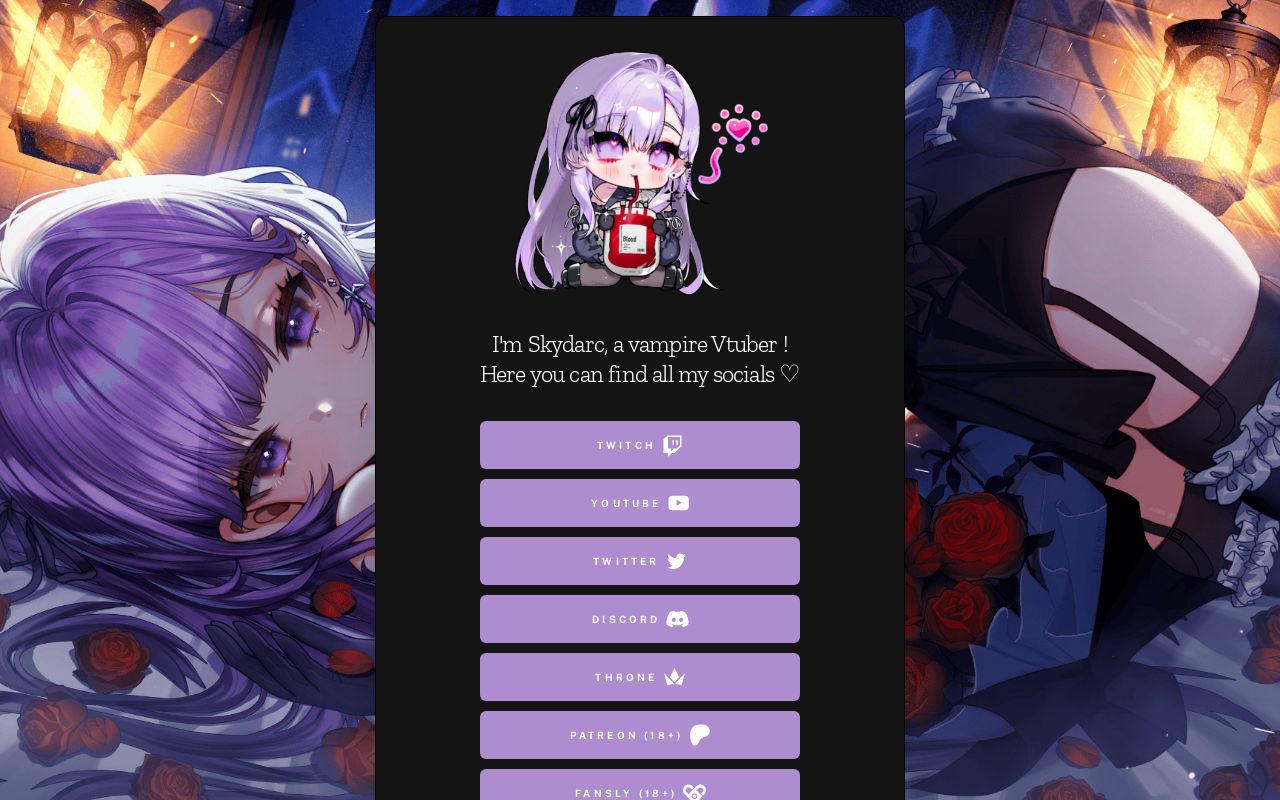 Blood
I'm Skydarc, a vampire Vtuber !
Here you can find all my socials ♡
TWITCH
YOUTUBE
TWITTER
DISCORD
THRONE
PATREON (18+)
FANSLY (18+)